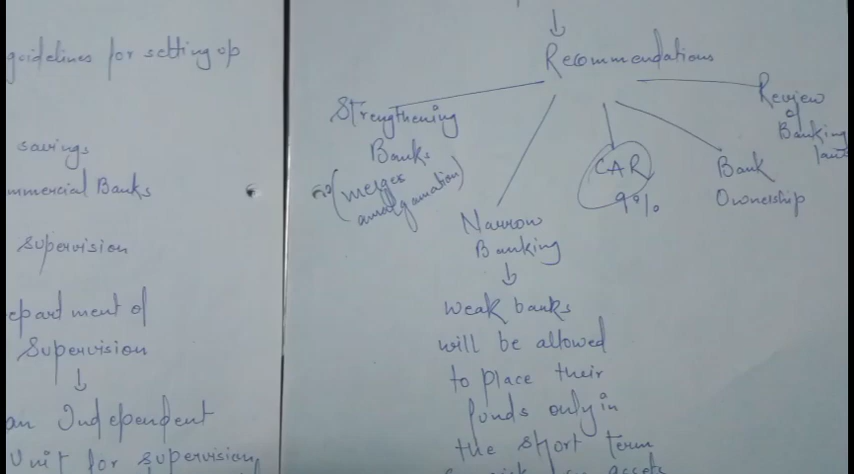 guidelines for setting up
savings
mmercial Banks
Supervision
epartment of
Supervision
an Independent
Unit for supervision,
Recommendations
Strengthening
Banks
(merger
amalgamation)
Narrow
Banking
weak banks
will be allowed
to place their
funds only in
the short term
assets
CAR
9%
Bank
Ownership
Review
of
Banking